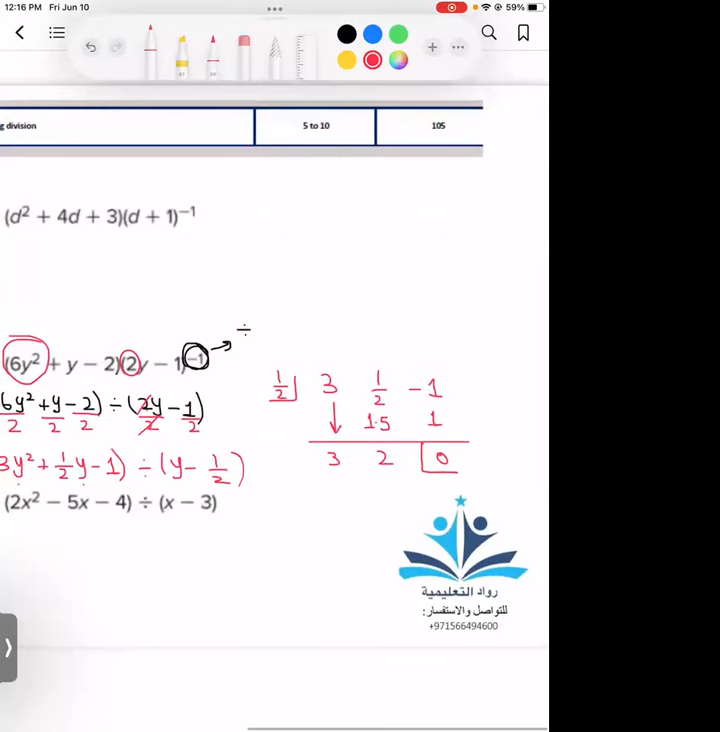 12:16 PM Fri Jun 10 59%
g division 5 to 10 105
(d² + 4d + 3)(d + 1)⁻¹
÷
(6y² + y − 2)(2y − 1)⁻¹
6y²/2 + y/2 − 2/2) ÷ (2y/2 − 1/2)
3y² + 1/2 y − 1) ÷ (y − 1/2)
1/2 3 1/2 −1
↓ 1.5 1
3 2 0
(2x² − 5x − 4) ÷ (x − 3)
رواد التعليمية
للتواصل والاستفسار:
+971566494600